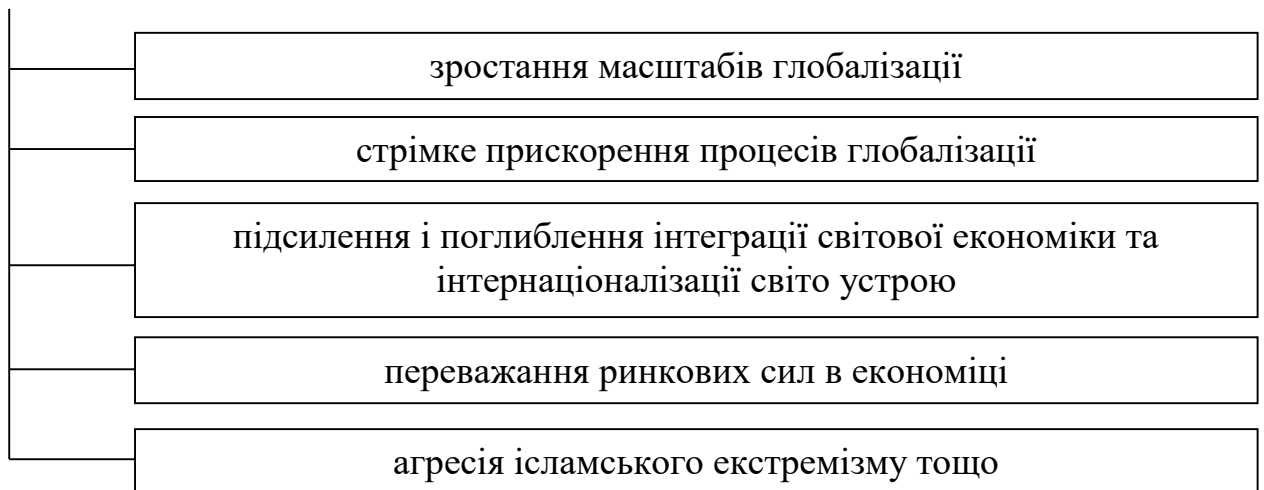 зростання масштабів глобалізації
стрімке прискорення процесів глобалізації
підсилення і поглиблення інтеграції світової економіки та
інтернаціоналізації світо устрою
переважання ринкових сил в економіці
агресія ісламського екстремізму тощо